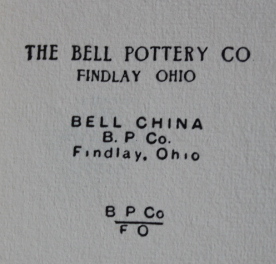 THE BELL POTTERY CO
FINDLAY OHIO
BELL CHINA
B. P. Co.
Findlay, Ohio
B P Co
F O